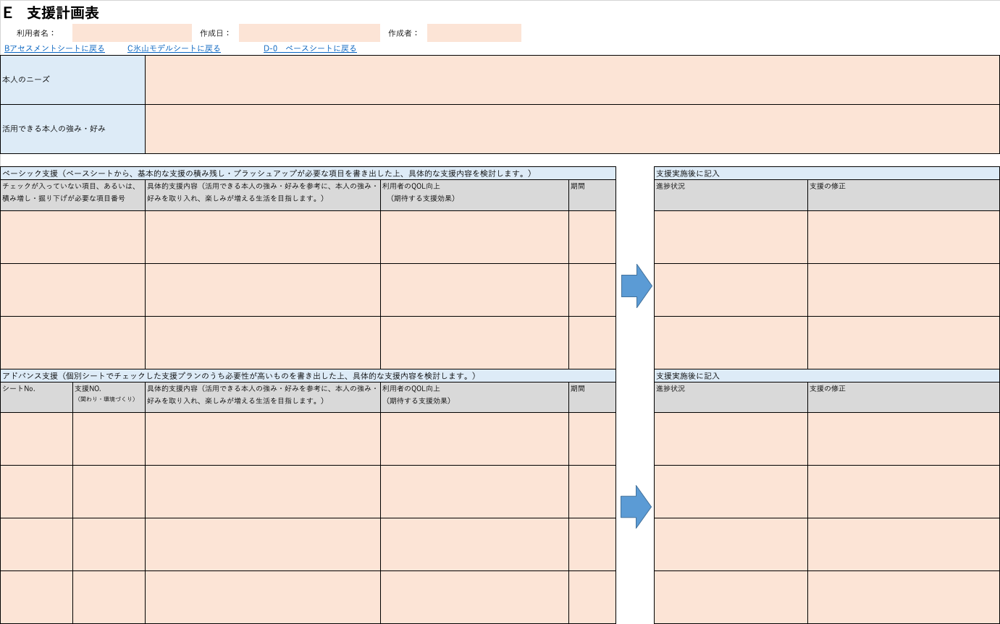 E　支援計画表
利用者名：
作成日：
作成者：
Bアセスメントシートに戻る
C氷山モデルシートに戻る
D-0　ベースシートに戻る
本人のニーズ
活用できる本人の強み・好み
ベーシック支援（ベースシートから、基本的な支援の積み残し・ブラッシュアップが必要な項目を書き出した上、具体的な支援内容を検討します。）
チェックが入っていない項目、あるいは、
積み増し・掘り下げが必要な項目番号
具体的支援内容（活用できる本人の強み・好みを参考に、本人の強み・
好みを取り入れ、楽しみが増える生活を目指します。）
利用者のQOL向上
（期待する支援効果）
期間
支援実施後に記入
進捗状況
支援の修正
アドバンス支援（個別シートでチェックした支援プランのうち必要性が高いものを書き出した上、具体的な支援内容を検討します。）
シートNo.
支援NO.
（関わり・環境づくり）
具体的支援内容（活用できる本人の強み・好みを参考に、本人の強み・
好みを取り入れ、楽しみが増える生活を目指します。）
利用者のQOL向上
（期待する支援効果）
期間
支援実施後に記入
進捗状況
支援の修正